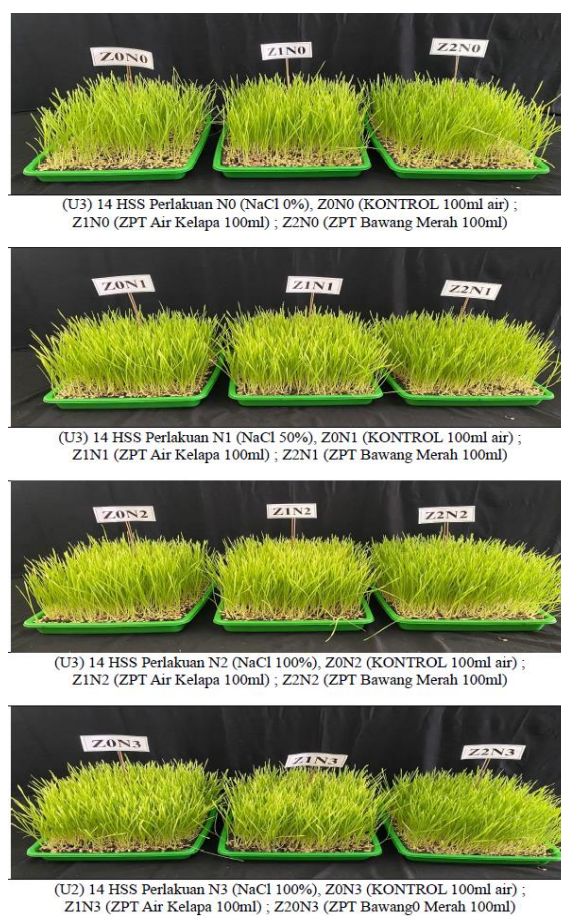 Z0N0
Z1N0
Z2N0
(U3) 14 HSS Perlakuan N0 (NaCl 0%), Z0N0 (KONTROL 100ml air) ;
Z1N0 (ZPT Air Kelapa 100ml) ; Z2N0 (ZPT Bawang Merah 100ml)
Z0N1
Z1N1
Z2N1
(U3) 14 HSS Perlakuan N1 (NaCl 50%), Z0N1 (KONTROL 100ml air) ;
Z1N1 (ZPT Air Kelapa 100ml) ; Z2N1 (ZPT Bawang Merah 100ml)
Z0N2
Z1N2
Z2N2
(U3) 14 HSS Perlakuan N2 (NaCl 100%), Z0N2 (KONTROL 100ml air) ;
Z1N2 (ZPT Air Kelapa 100ml) ; Z2N2 (ZPT Bawang Merah 100ml)
Z0N3
Z1N3
Z2N3
(U2) 14 HSS Perlakuan N3 (NaCl 100%), Z0N3 (KONTROL 100ml air) ;
Z1N3 (ZPT Air Kelapa 100ml) ; Z20N3 (ZPT Bawang0 Merah 100ml)